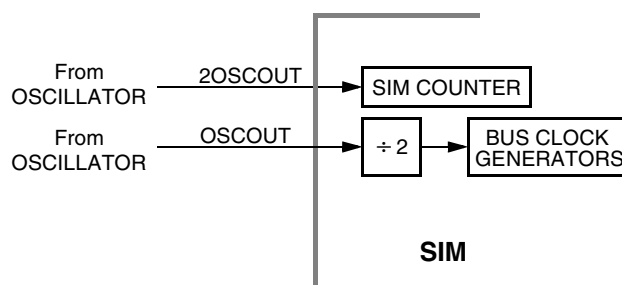 From
OSCILLATOR
2OSCOUT
SIM COUNTER
From
OSCILLATOR
OSCOUT
÷ 2
BUS CLOCK
GENERATORS
SIM